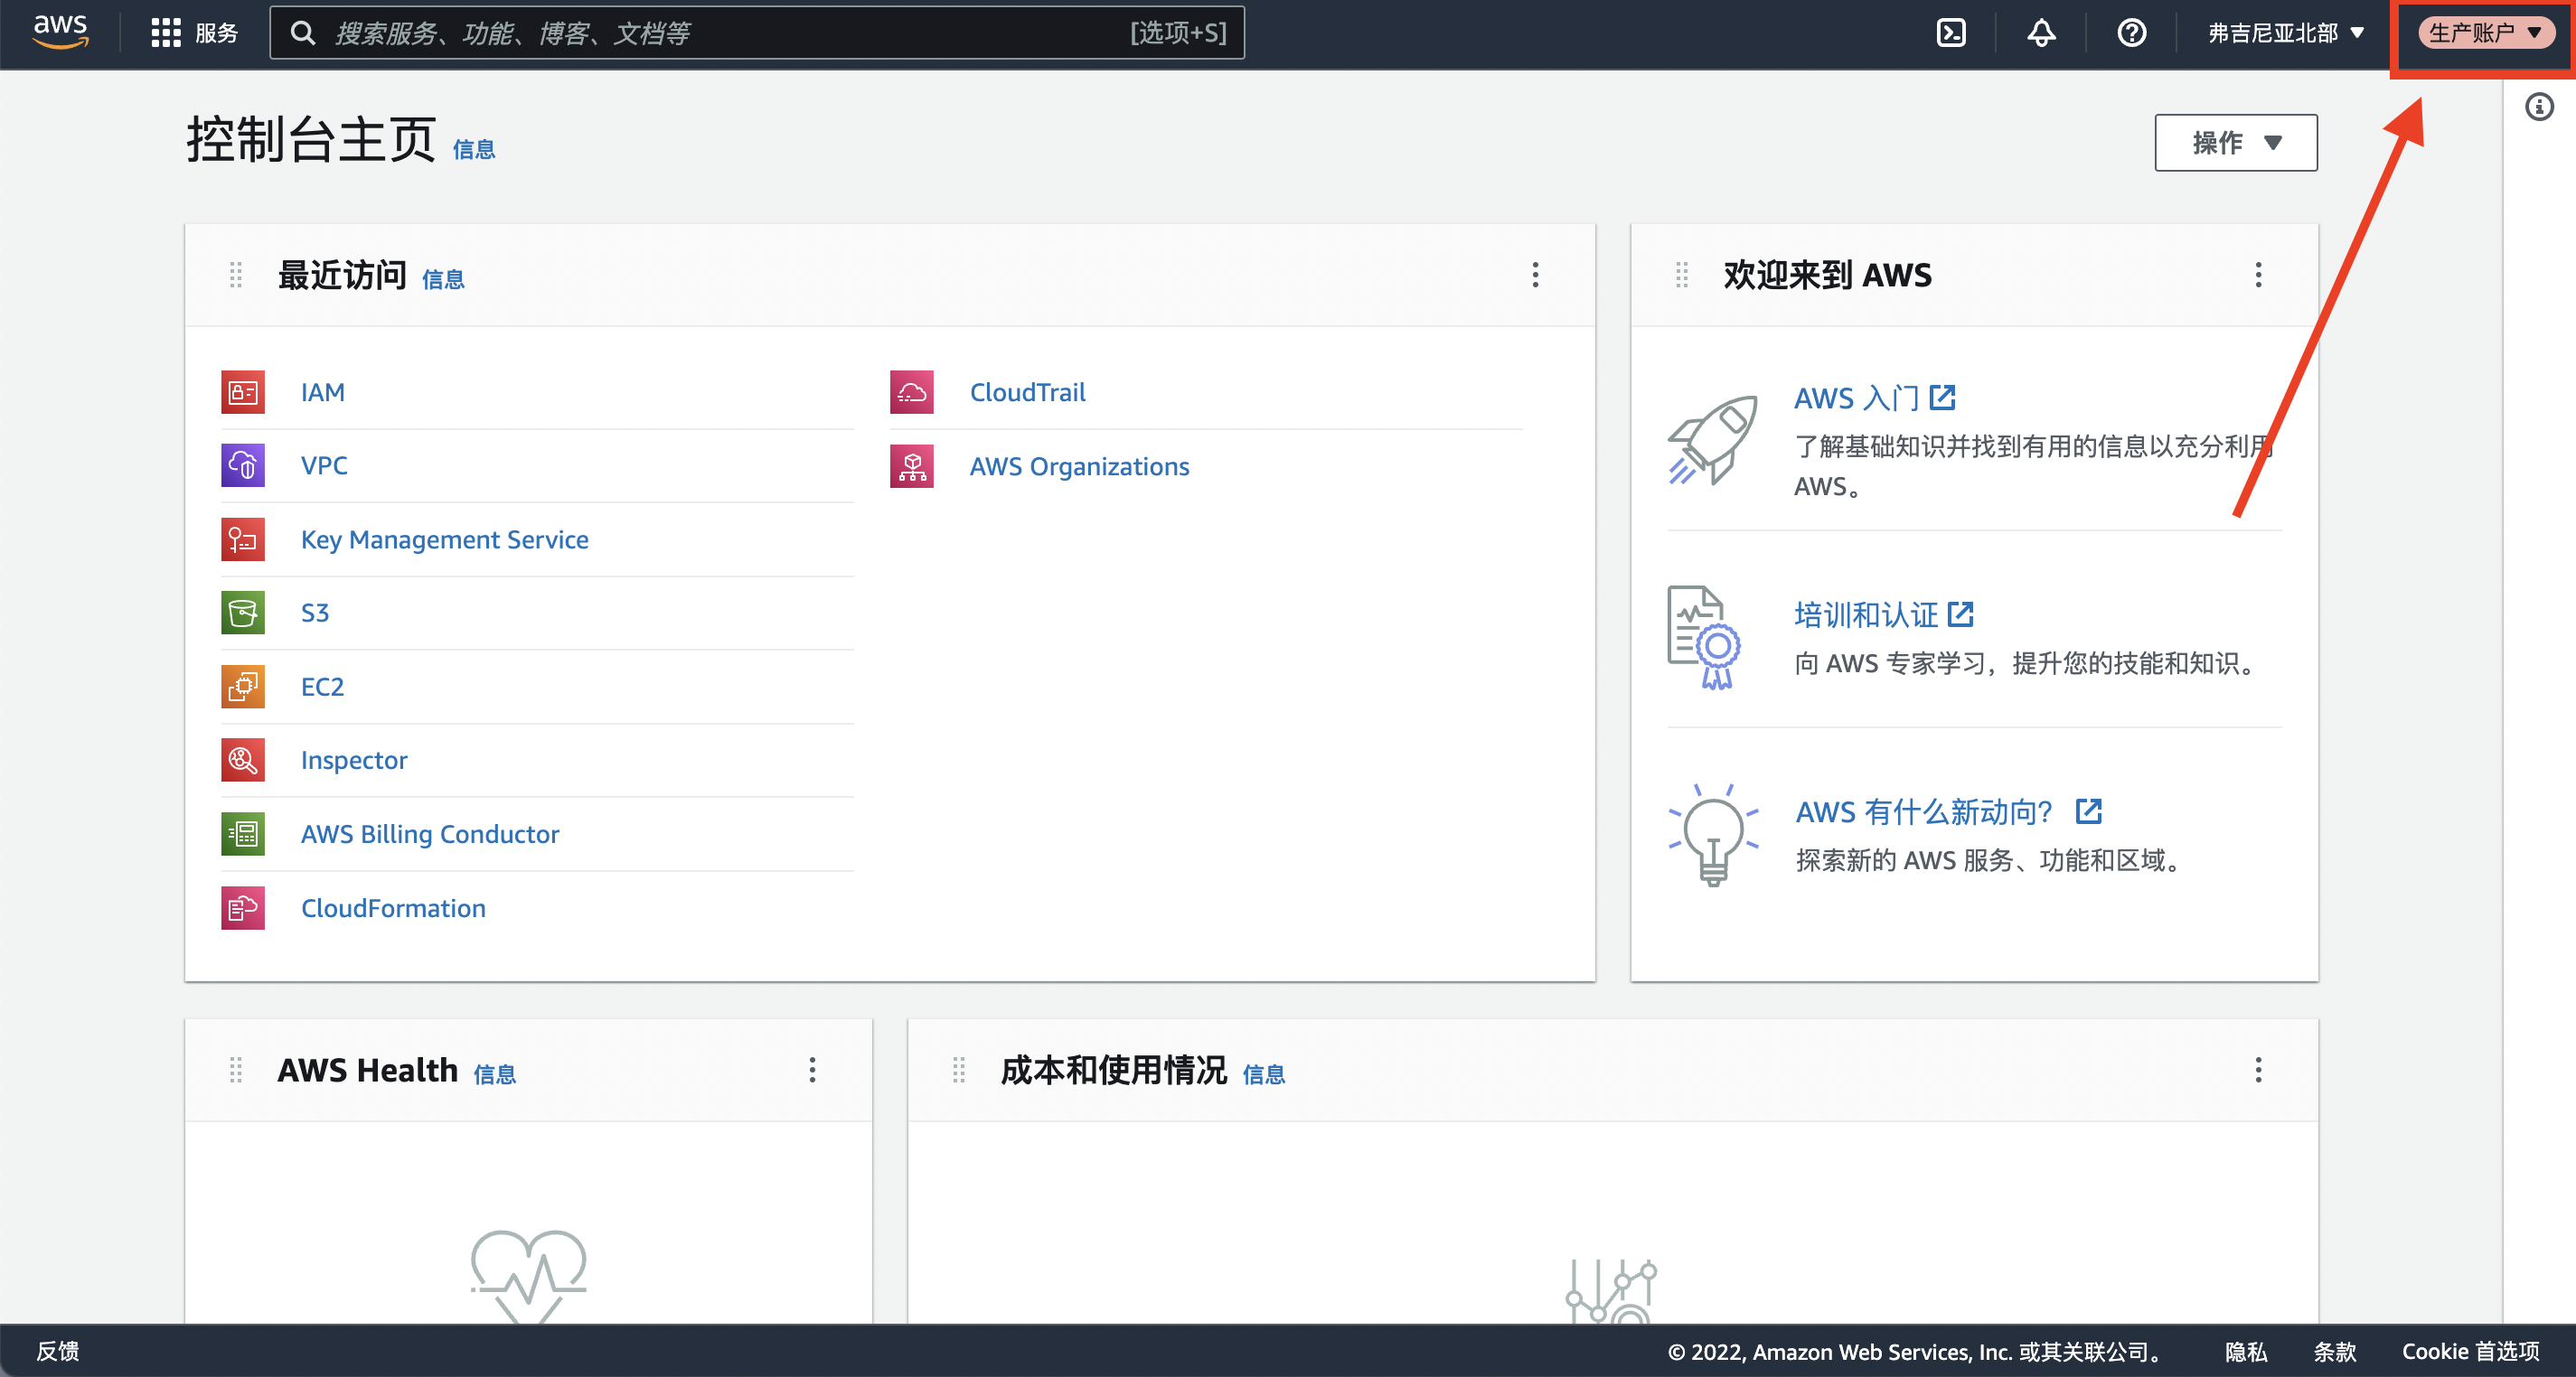 aws
服务
搜索服务、功能、博客、文档等
[选项+S]
弗吉尼亚北部
生产账户
控制台主页 信息
操作
最近访问 信息
IAM
VPC
Key Management Service
S3
EC2
Inspector
AWS Billing Conductor
CloudFormation
CloudTrail
AWS Organizations
欢迎来到 AWS
AWS 入门
了解基础知识并找到有用的信息以充分利用
AWS。
培训和认证
向 AWS 专家学习，提升您的技能和知识。
AWS 有什么新动向？
探索新的 AWS 服务、功能和区域。
AWS Health 信息
成本和使用情况 信息
反馈
© 2022, Amazon Web Services, Inc. 或其关联公司。
隐私
条款
Cookie 首选项